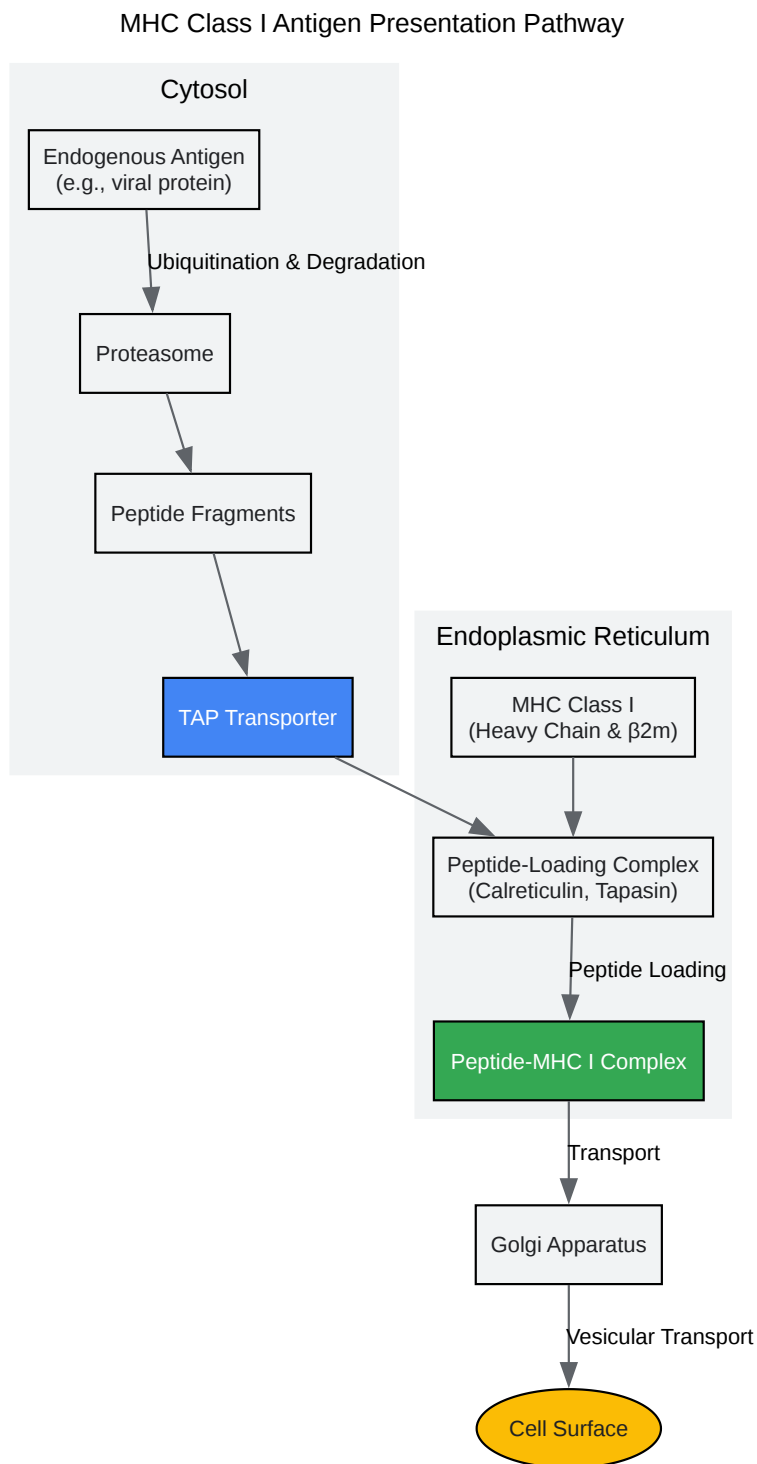 MHC Class I Antigen Presentation Pathway
Cytosol
Endogenous Antigen
(e.g., viral protein)
Ubiquitination & Degradation
Proteasome
Peptide Fragments
TAP Transporter
Endoplasmic Reticulum
MHC Class I
(Heavy Chain & β2m)
Peptide-Loading Complex
(Calreticulin, Tapasin)
Peptide Loading
Peptide-MHC I Complex
Transport
Golgi Apparatus
Vesicular Transport
Cell Surface